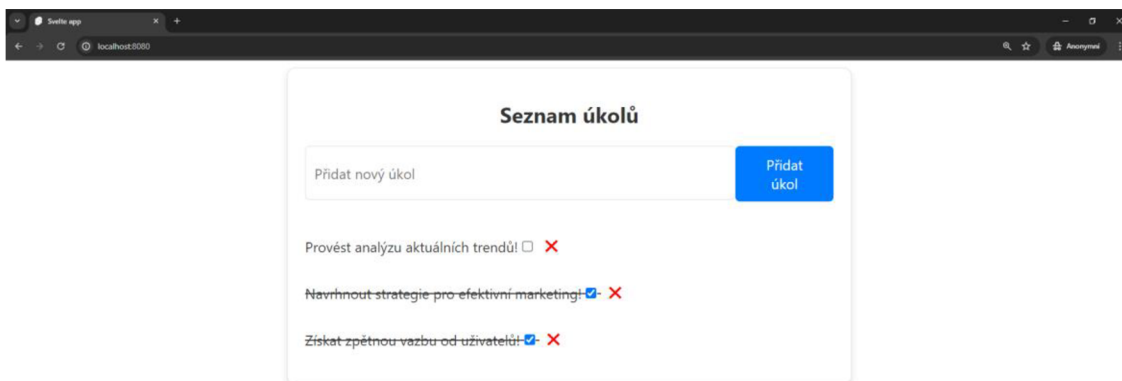 Svelte app
localhost:8080
Anonymní
Seznam úkolů
Přidat nový úkol
Přidat
úkol
Provést analýzu aktuálních trendů!
Navrhnout strategie pro efektivní marketing!
Získat zpětnou vazbu od uživatelů!